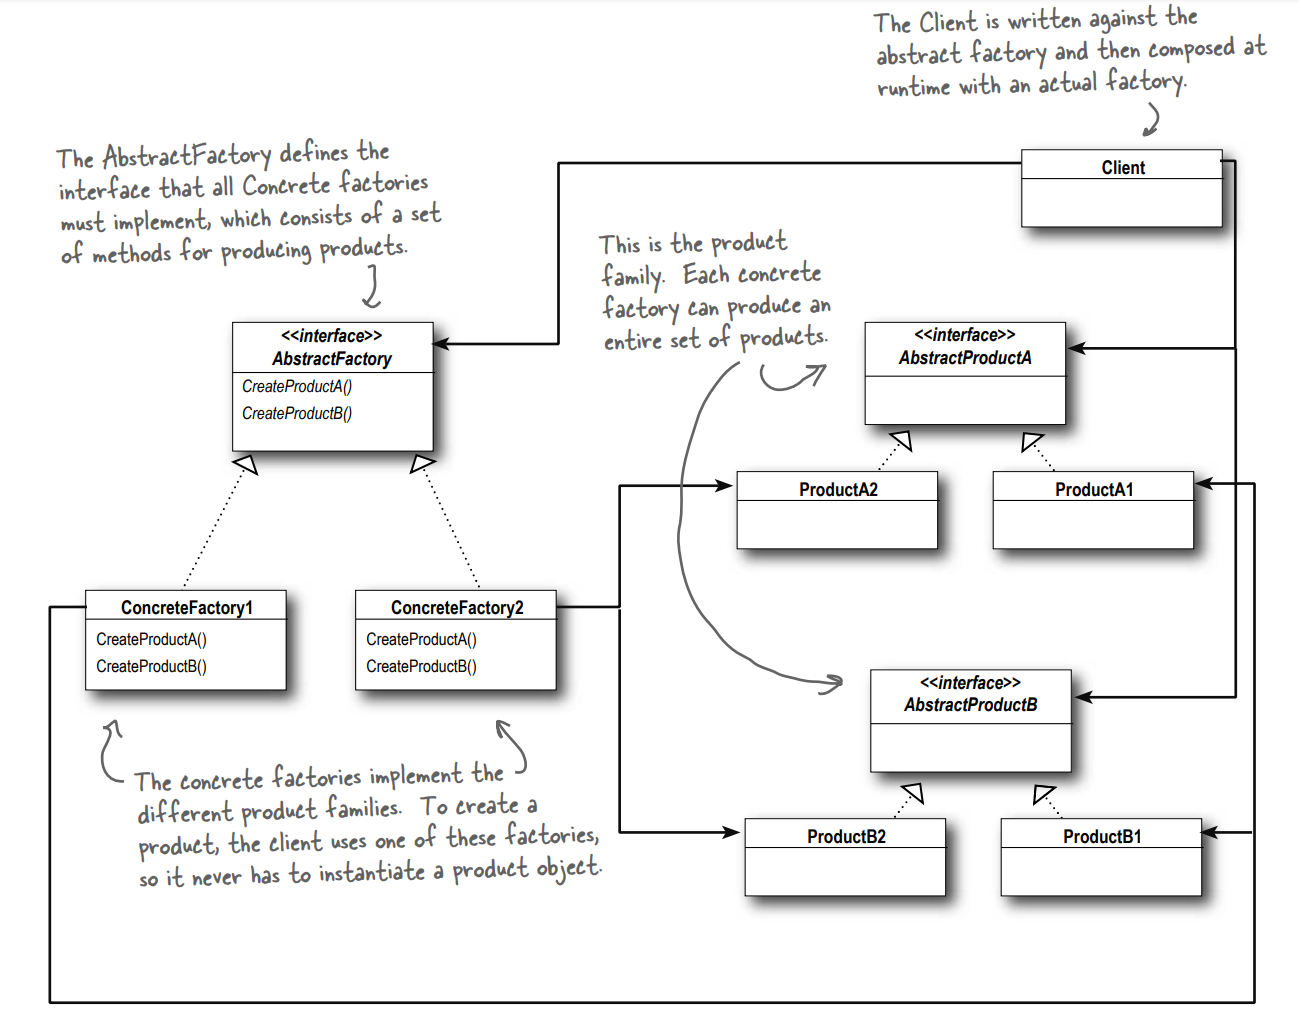 The Client is written against the
abstract factory and then composed at
runtime with an actual factory.
The AbstractFactory defines the
interface that all Concrete factories
must implement, which consists of a set
of methods for producing products.
Client
This is the product
family.  Each concrete
factory can produce an
entire set of products.
<<interface>>
AbstractFactory
CreateProductA()
CreateProductB()
<<interface>>
AbstractProductA
ProductA2
ProductA1
ConcreteFactory1
CreateProductA()
CreateProductB()
ConcreteFactory2
CreateProductA()
CreateProductB()
<<interface>>
AbstractProductB
The concrete factories implement the
different product families.  To create a
product, the client uses one of these factories,
so it never has to instantiate a product object.
ProductB2
ProductB1